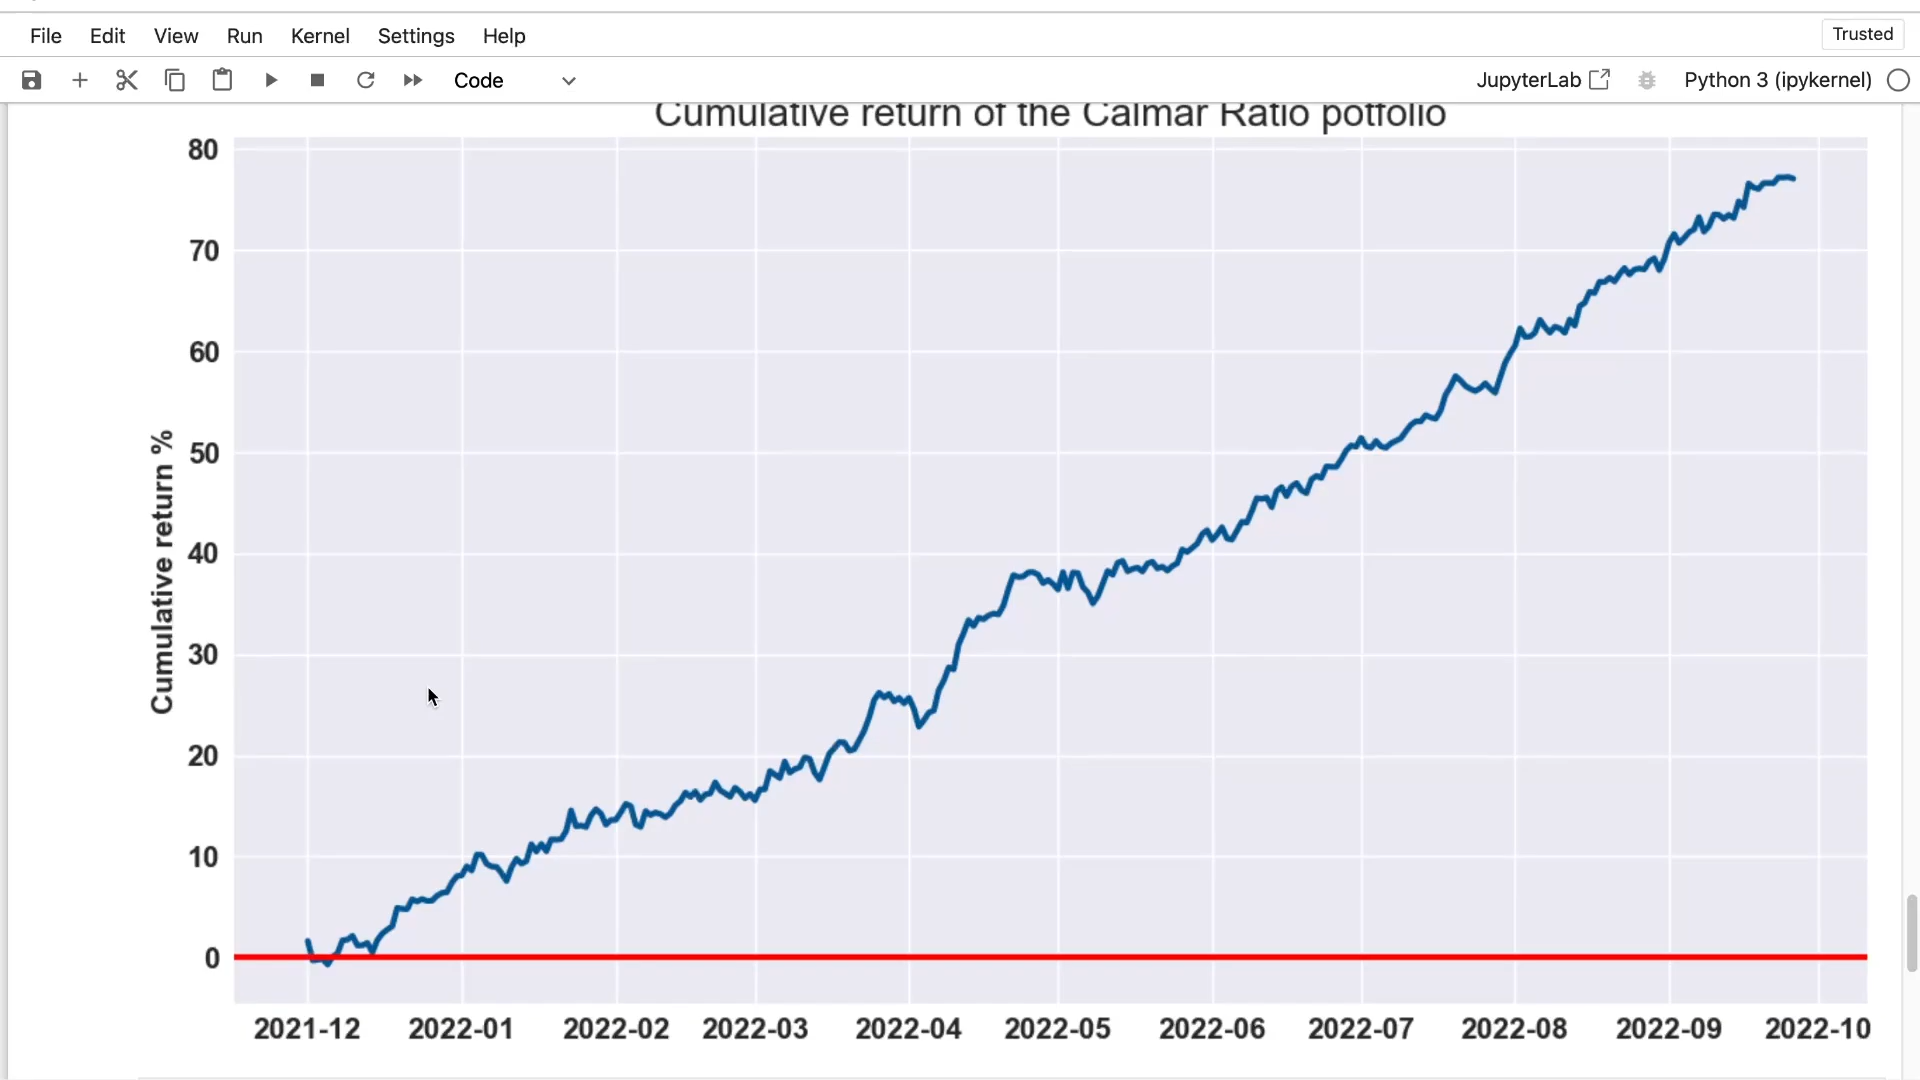 File Edit View Run Kernel Settings Help Trusted
Code JupyterLab Python 3 (ipykernel)
Cumulative return of the Calmar Ratio potfolio
80
70
60
50
40
30
20
10
0
Cumulative return %
2021-12 2022-01 2022-02 2022-03 2022-04 2022-05 2022-06 2022-07 2022-08 2022-09 2022-10